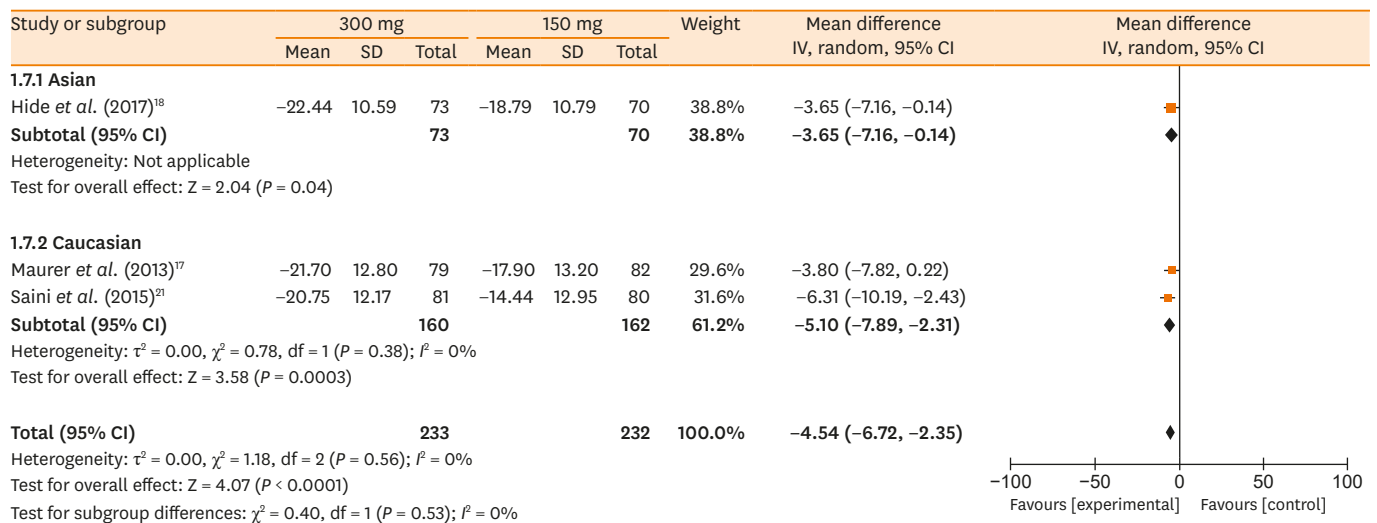 Study or subgroup 300 mg 150 mg Weight Mean difference Mean difference
Mean SD Total Mean SD Total IV, random, 95% CI IV, random, 95% CI
1.7.1 Asian
Hide et al. (2017)¹⁸ −22.44 10.59 73 −18.79 10.79 70 38.8% −3.65 (−7.16, −0.14)
Subtotal (95% CI) 73 70 38.8% −3.65 (−7.16, −0.14)
Heterogeneity: Not applicable
Test for overall effect: Z = 2.04 (P = 0.04)
1.7.2 Caucasian
Maurer et al. (2013)¹⁷ −21.70 12.80 79 −17.90 13.20 82 29.6% −3.80 (−7.82, 0.22)
Saini et al. (2015)²¹ −20.75 12.17 81 −14.44 12.95 80 31.6% −6.31 (−10.19, −2.43)
Subtotal (95% CI) 160 162 61.2% −5.10 (−7.89, −2.31)
Heterogeneity: τ² = 0.00, χ² = 0.78, df = 1 (P = 0.38); I² = 0%
Test for overall effect: Z = 3.58 (P = 0.0003)
Total (95% CI) 233 232 100.0% −4.54 (−6.72, −2.35)
Heterogeneity: τ² = 0.00, χ² = 1.18, df = 2 (P = 0.56); I² = 0%
Test for overall effect: Z = 4.07 (P < 0.0001)
Test for subgroup differences: χ² = 0.40, df = 1 (P = 0.53); I² = 0%
−100 −50 0 50 100
Favours [experimental] Favours [control]